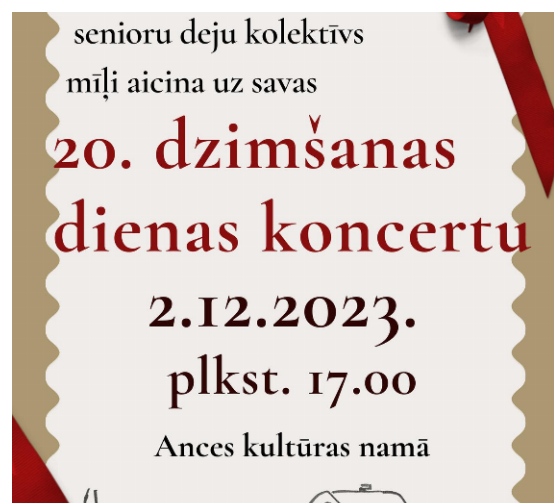 senioru deju kolektīvs
mīļi aicina uz savas
20. dzimšanas
dienas koncertu
2.12.2023.
plkst. 17.00
Ances kultūras namā